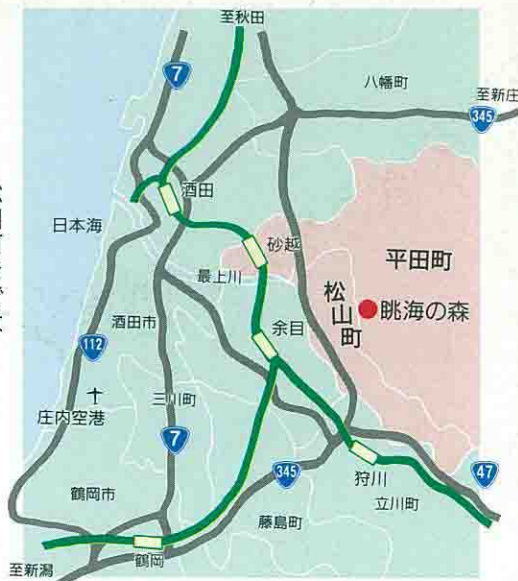 至秋田
7
八幡町
至新庄
345
酒田
日本海
砂越
平田町
最上川
松山町
眺海の森
酒田市
余目
112
庄内空港
三川町
7
345
狩川
47
立川町
鶴岡市
藤島町
鶴岡
至新潟